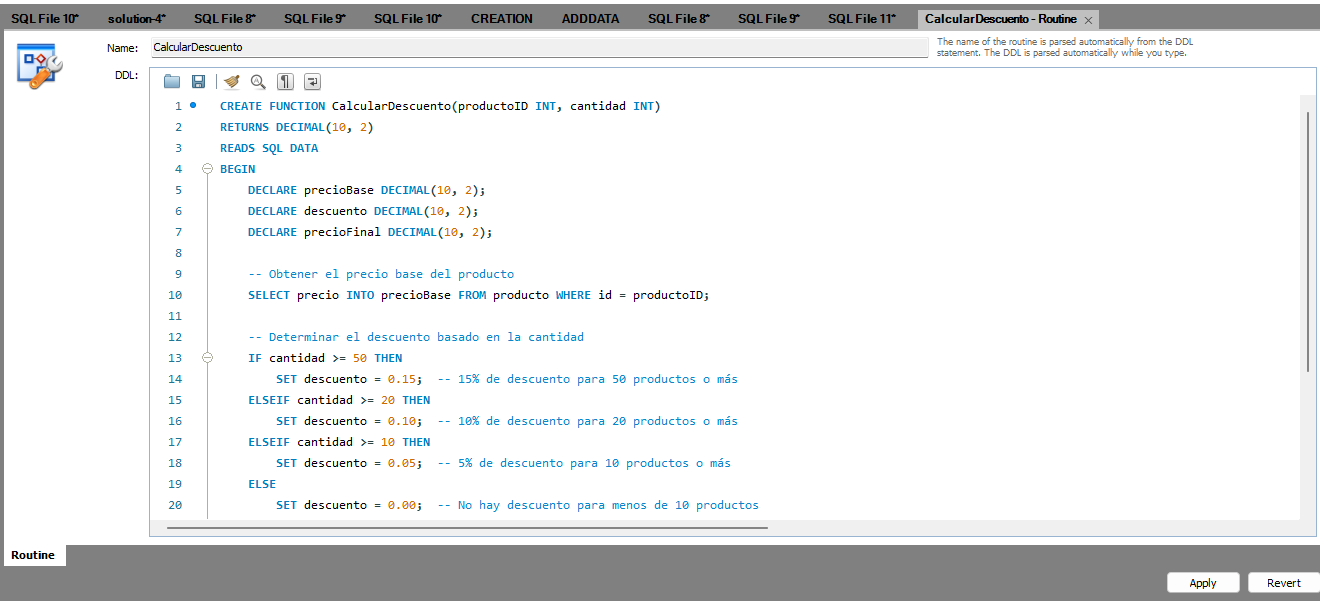 SQL File 10* solution-4* SQL File 8* SQL File 9* SQL File 10* CREATION ADDDATA SQL File 8* SQL File 9* SQL File 11* CalcularDescuento - Routine ×
Name: CalcularDescuento
The name of the routine is parsed automatically from the DDL
statement. The DDL is parsed automatically while you type.
DDL:
1 CREATE FUNCTION CalcularDescuento(productoID INT, cantidad INT)
2 RETURNS DECIMAL(10, 2)
3 READS SQL DATA
4 BEGIN
5 DECLARE precioBase DECIMAL(10, 2);
6 DECLARE descuento DECIMAL(10, 2);
7 DECLARE precioFinal DECIMAL(10, 2);
8
9 -- Obtener el precio base del producto
10 SELECT precio INTO precioBase FROM producto WHERE id = productoID;
11
12 -- Determinar el descuento basado en la cantidad
13 IF cantidad >= 50 THEN
14 SET descuento = 0.15; -- 15% de descuento para 50 productos o más
15 ELSEIF cantidad >= 20 THEN
16 SET descuento = 0.10; -- 10% de descuento para 20 productos o más
17 ELSEIF cantidad >= 10 THEN
18 SET descuento = 0.05; -- 5% de descuento para 10 productos o más
19 ELSE
20 SET descuento = 0.00; -- No hay descuento para menos de 10 productos
Routine
Apply Revert